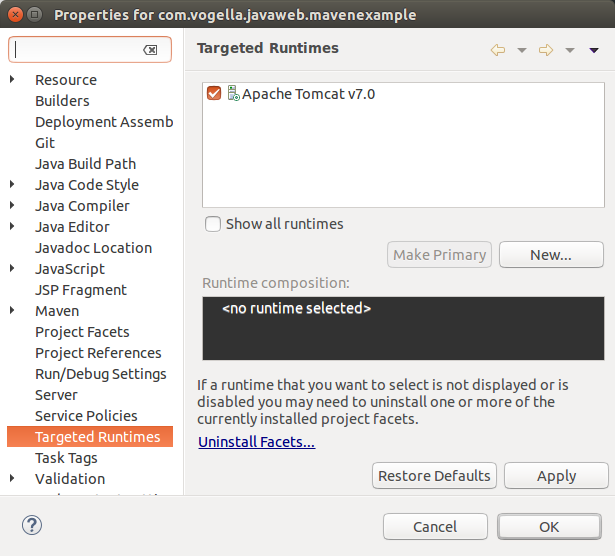 Properties for com.vogella.javaweb.mavenexample
Resource
Builders
Deployment Assemb
Git
Java Build Path
Java Code Style
Java Compiler
Java Editor
Javadoc Location
JavaScript
JSP Fragment
Maven
Project Facets
Project References
Run/Debug Settings
Server
Service Policies
Targeted Runtimes
Task Tags
Validation
Targeted Runtimes
Apache Tomcat v7.0
Show all runtimes
Make Primary
New...
Runtime composition:
<no runtime selected>
If a runtime that you want to select is not displayed or is
disabled you may need to uninstall one or more of the
currently installed project facets.
Uninstall Facets...
Restore Defaults
Apply
?
Cancel
OK